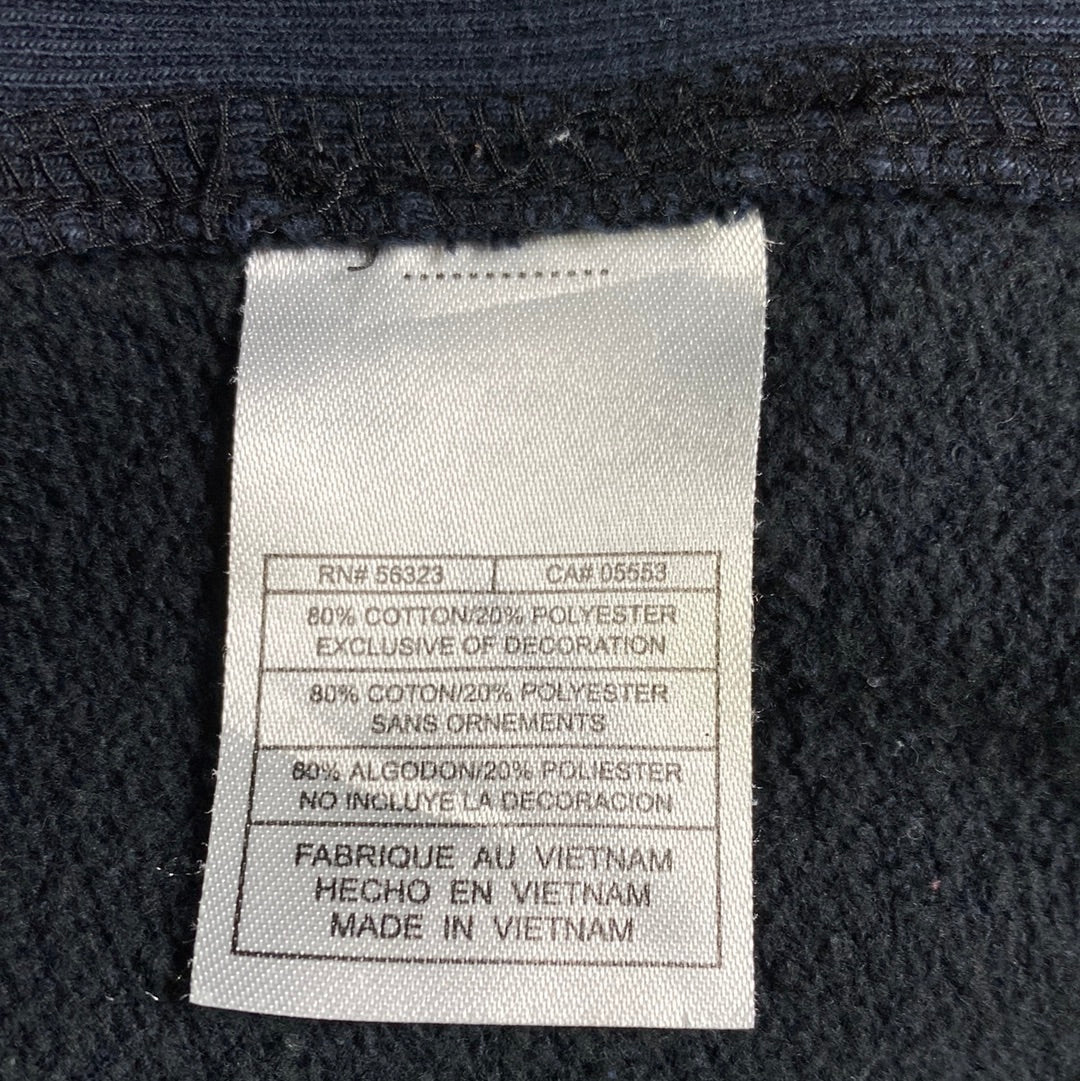 RN# 56323 CA# 05553
80% COTTON/20% POLYESTER
EXCLUSIVE OF DECORATION
80% COTON/20% POLYESTER
SANS ORNEMENTS
80% ALGODON/20% POLIESTER
NO INCLUYE LA DECORACION
FABRIQUE AU VIETNAM
HECHO EN VIETNAM
MADE IN VIETNAM